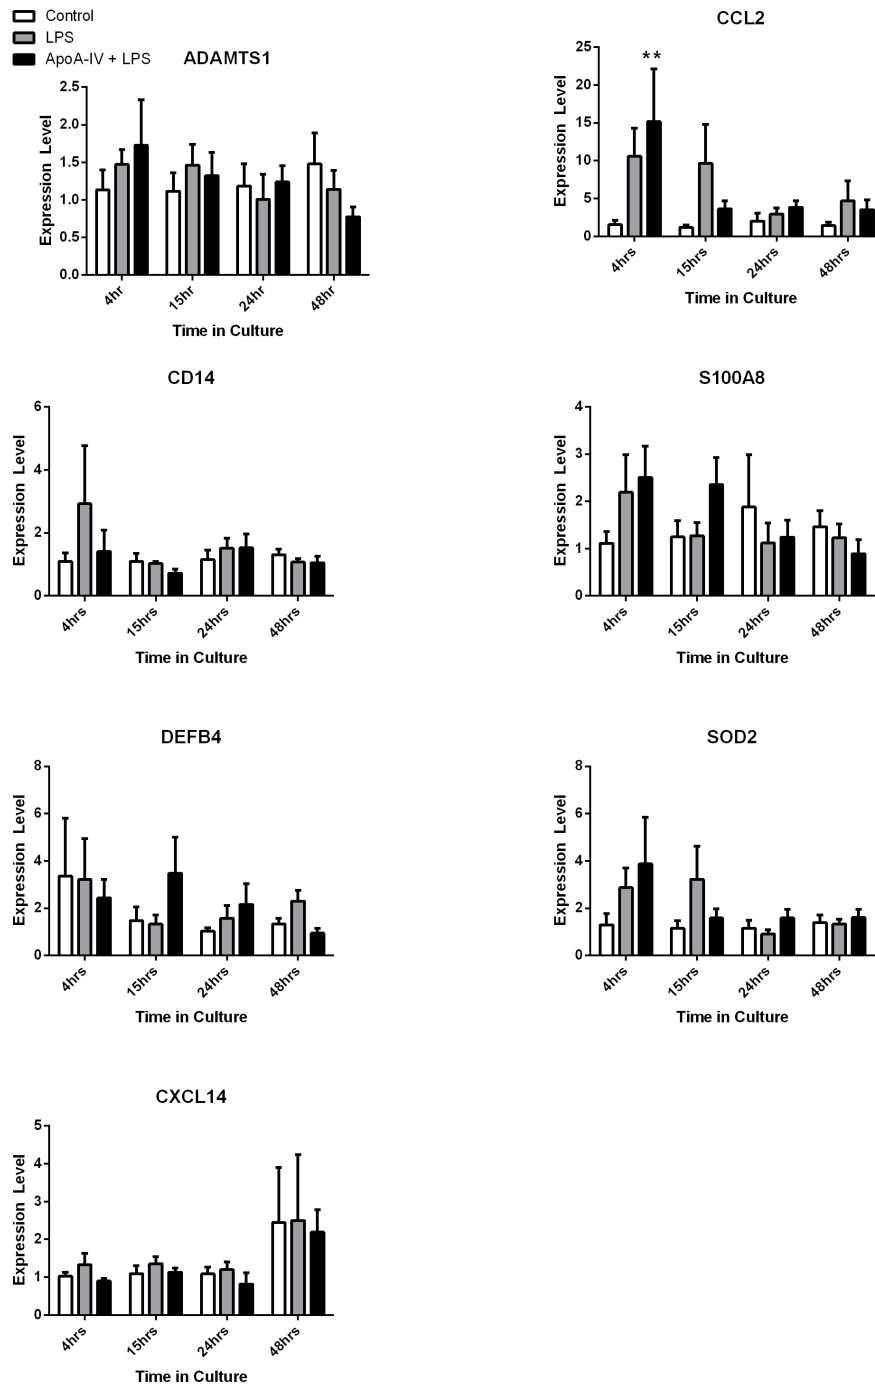 Control
LPS
ApoA-IV + LPS
ADAMTS1
Expression Level
2.5
2.0
1.5
1.0
0.5
0.0
4hr
15hr
24hr
48hr
Time in Culture
CCL2
Expression Level
25
20
15
10
5
0
**
4hrs
15hrs
24hrs
48hrs
Time in Culture
CD14
Expression Level
6
4
2
0
4hrs
15hrs
24hrs
48hrs
Time in Culture
S100A8
Expression Level
4
3
2
1
0
4hrs
15hrs
24hrs
48hrs
Time in Culture
DEFB4
Expression Level
8
6
4
2
0
4hrs
15hrs
24hrs
48hrs
Time in Culture
SOD2
Expression Level
8
6
4
2
0
4hrs
15hrs
24hrs
48hrs
Time in Culture
CXCL14
Expression Level
5
4
3
2
1
0
4hrs
15hrs
24hrs
48hrs
Time in Culture